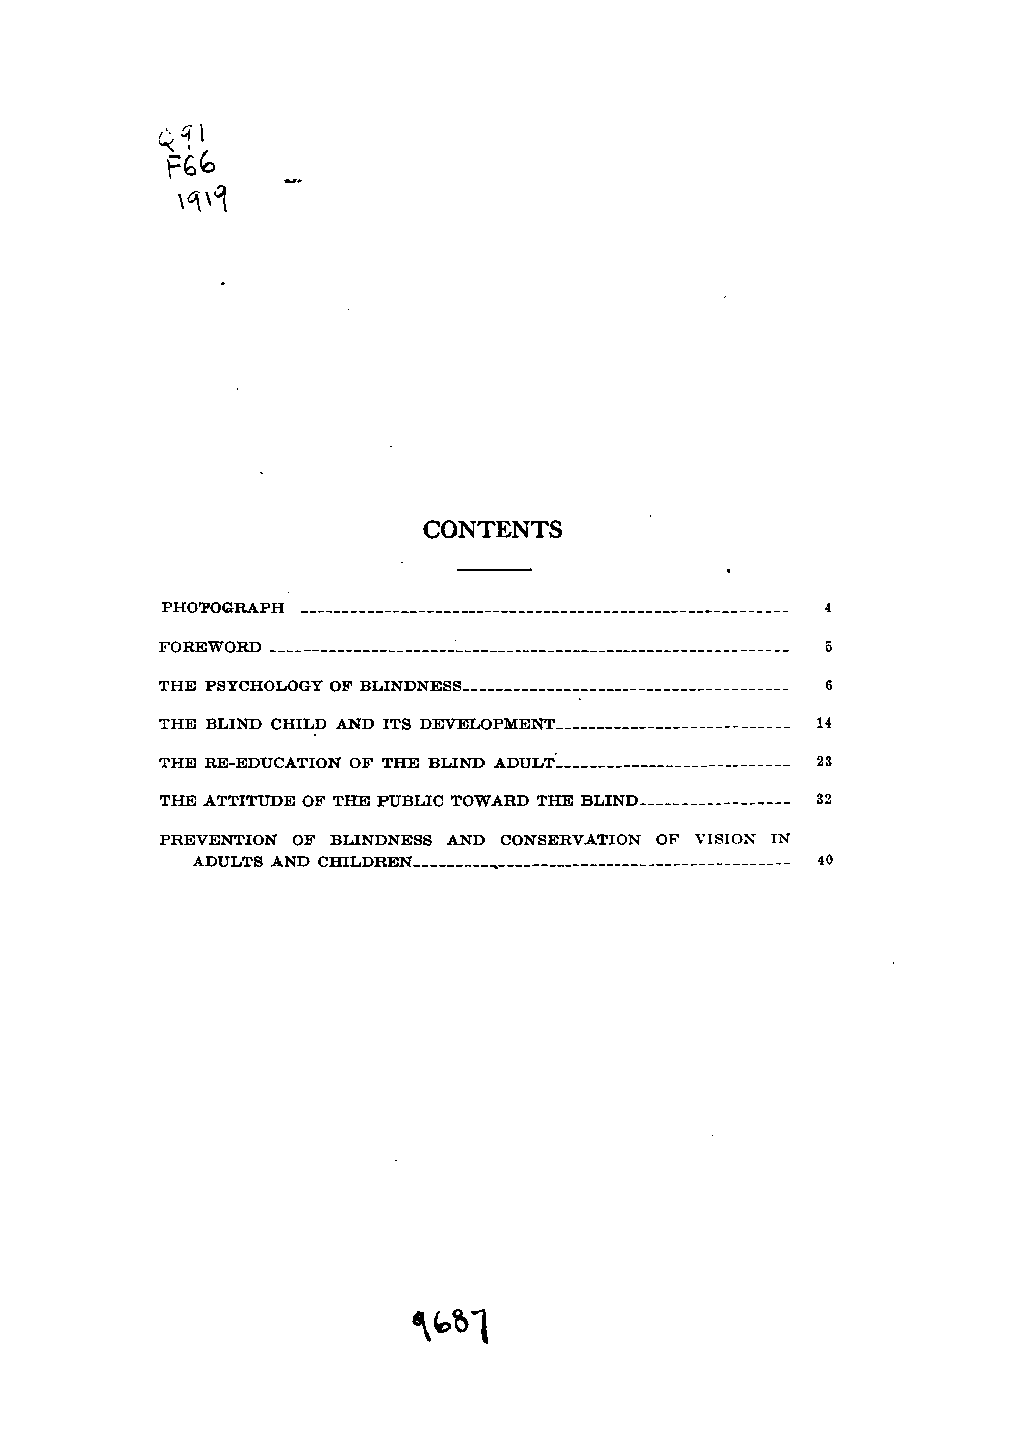 Q91
F66
1919
CONTENTS
PHOTOGRAPH 4
FOREWORD 5
THE PSYCHOLOGY OF BLINDNESS 6
THE BLIND CHILD AND ITS DEVELOPMENT 14
THE RE-EDUCATION OF THE BLIND ADULT 23
THE ATTITUDE OF THE PUBLIC TOWARD THE BLIND 32
PREVENTION OF BLINDNESS AND CONSERVATION OF VISION IN
ADULTS AND CHILDREN 40
9687